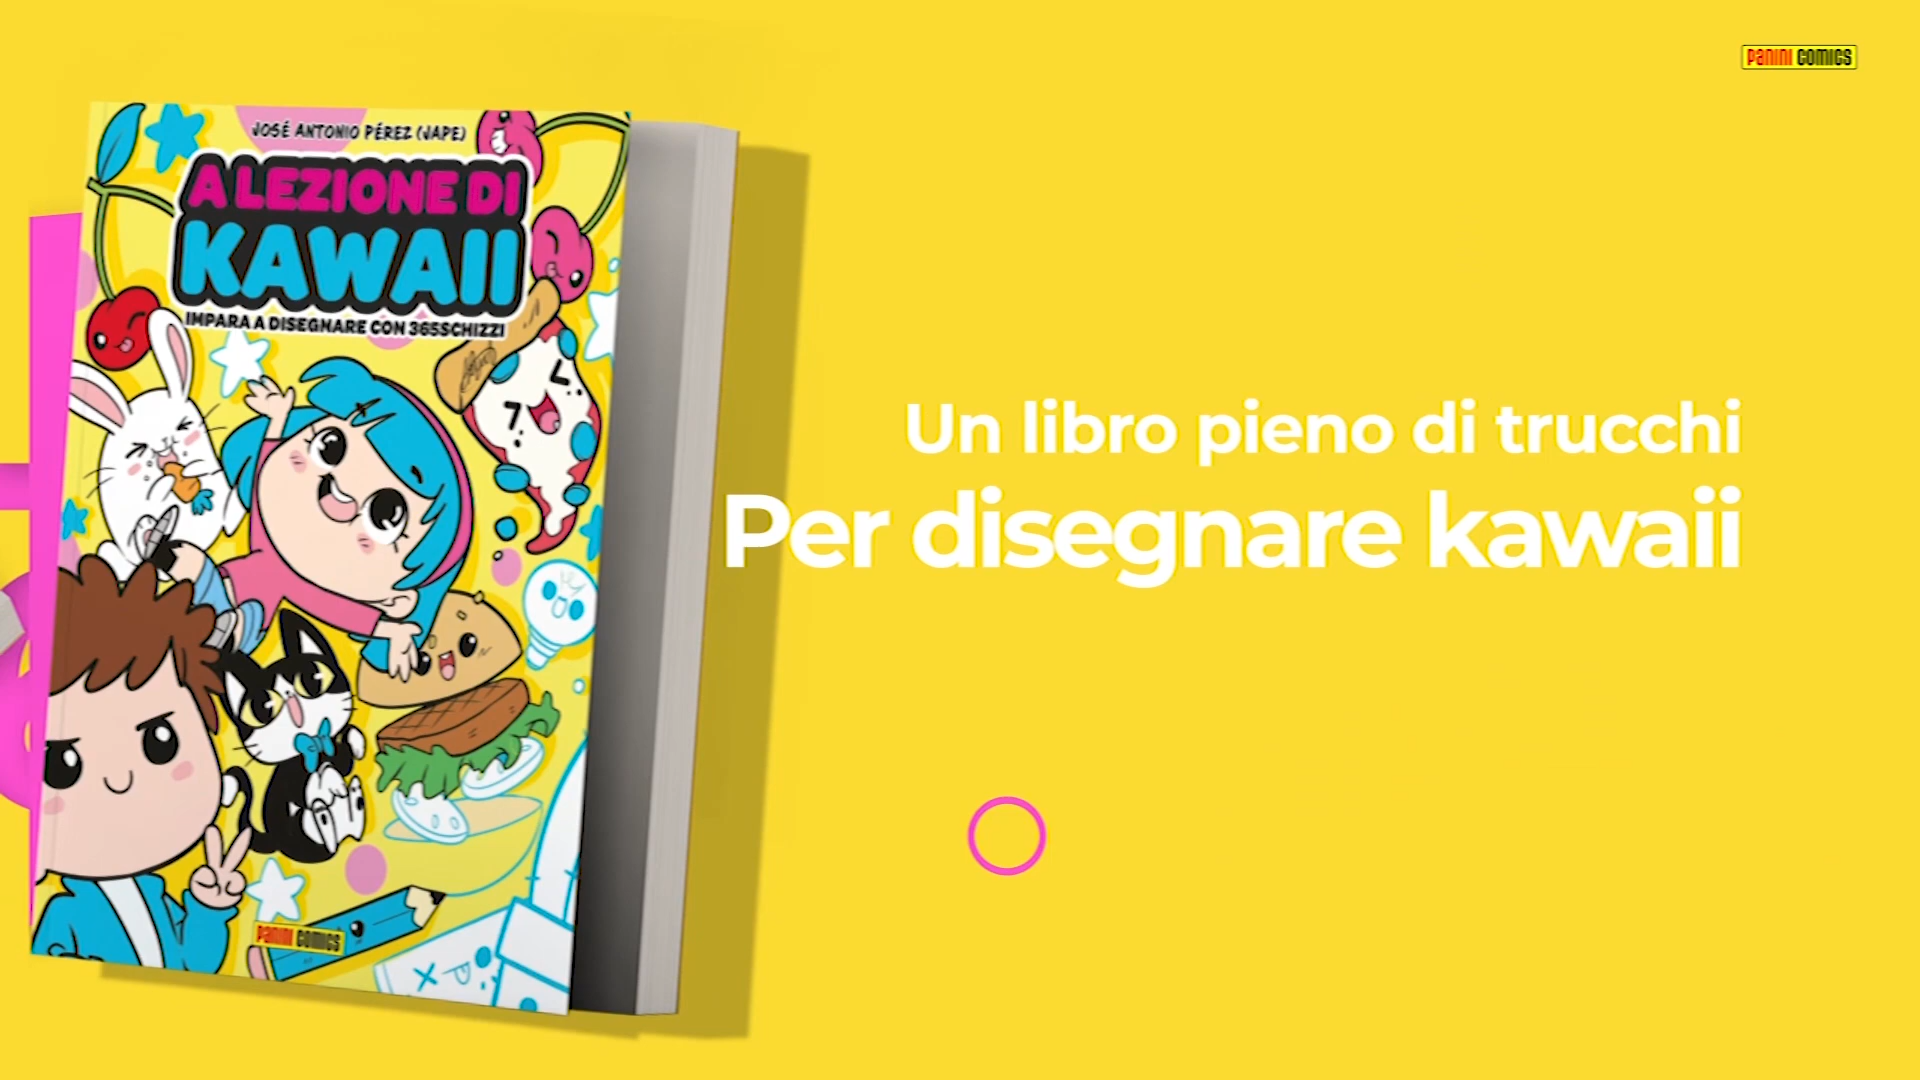 PANINI COMICS
JOSÉ ANTONIO PÉREZ (JAPE)
A LEZIONE DI
KAWAII
IMPARA A DISEGNARE CON 365SCHIZZI
Un libro pieno di trucchi
Per disegnare kawaii
PANINI COMICS